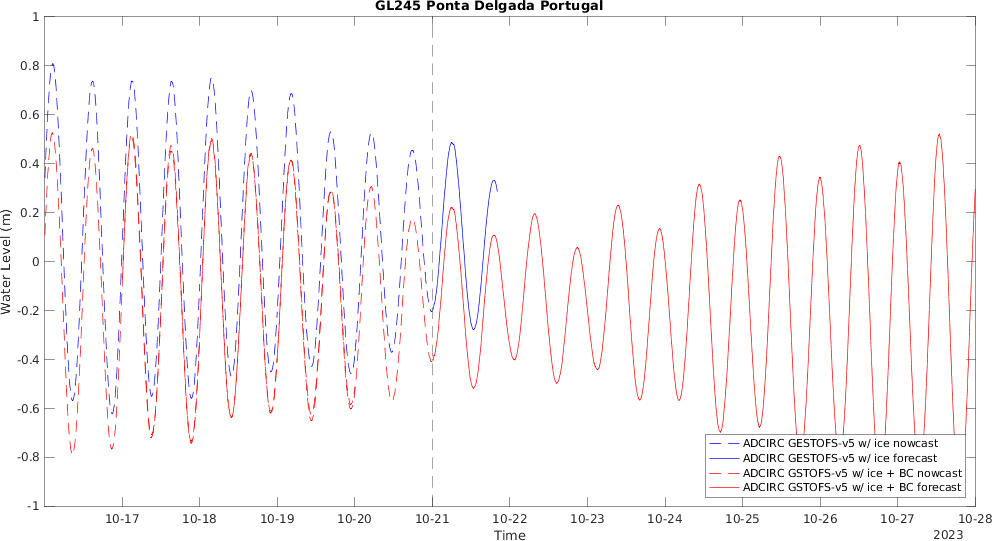 GL245 Ponta Delgada Portugal
1
0.8
0.6
0.4
0.2
0
-0.2
-0.4
-0.6
-0.8
-1
Water Level (m)
10-17 10-18 10-19 10-20 10-21 10-22 10-23 10-24 10-25 10-26 10-27 10-28
Time
2023
ADCIRC GESTOFS-v5 w/ ice nowcast
ADCIRC GESTOFS-v5 w/ ice forecast
ADCIRC GSTOFS-v5 w/ ice + BC nowcast
ADCIRC GSTOFS-v5 w/ ice + BC forecast